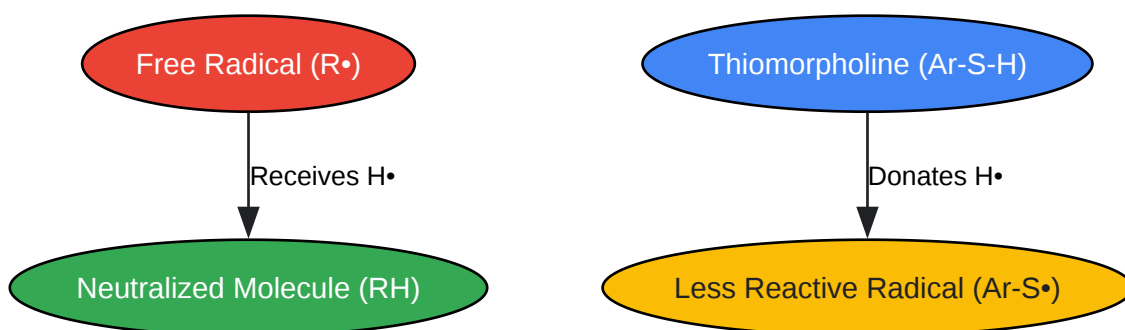 Free Radical (R•)
Thiomorpholine (Ar-S-H)
Receives H•
Donates H•
Neutralized Molecule (RH)
Less Reactive Radical (Ar-S•)